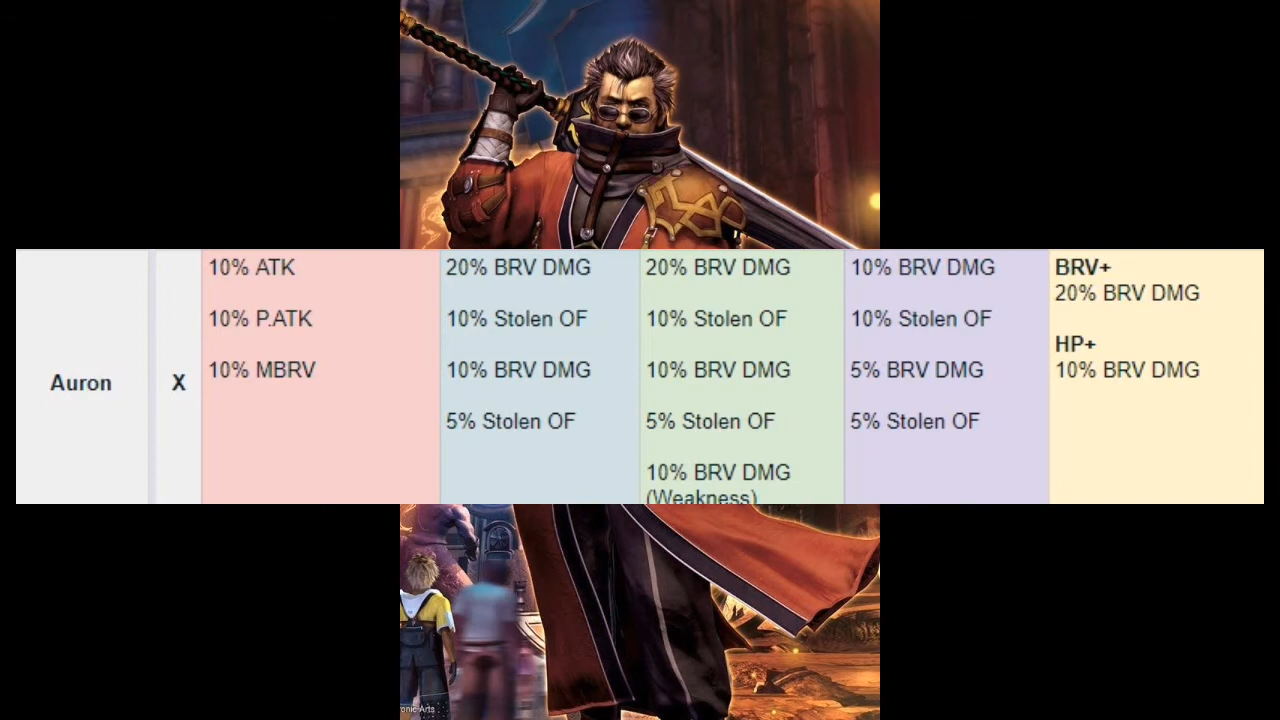 Auron
X
10% ATK
10% P.ATK
10% MBRV
20% BRV DMG
10% Stolen OF
10% BRV DMG
5% Stolen OF
20% BRV DMG
10% Stolen OF
10% BRV DMG
5% Stolen OF
10% BRV DMG
(Weakness)
10% BRV DMG
10% Stolen OF
5% BRV DMG
5% Stolen OF
BRV+
20% BRV DMG
HP+
10% BRV DMG
onic Arts